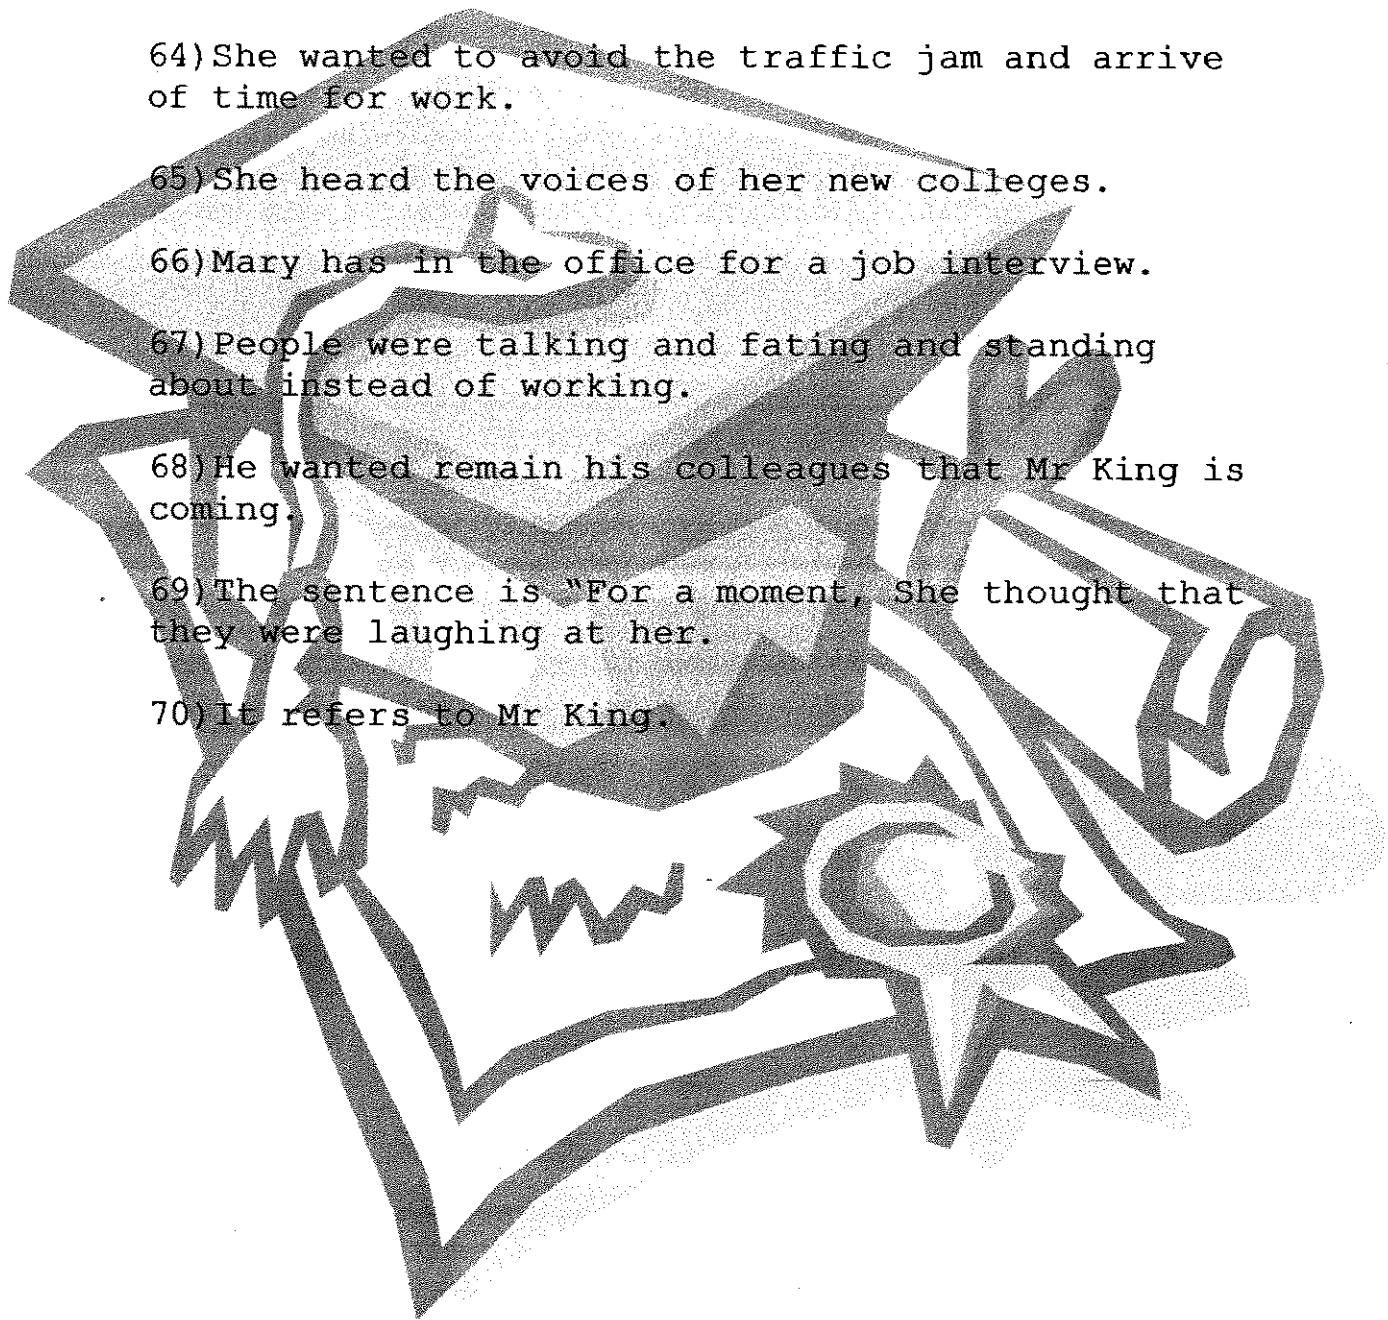 64)She wanted to avoid the traffic jam and arrive
of time for work.
65)She heard the voices of her new colleges.
66)Mary has in the office for a job interview.
67)People were talking and fating and standing
about instead of working.
68)He wanted remain his colleagues that Mr King is
coming.
69)The sentence is "For a moment, She thought that
they were laughing at her.
70)It refers to Mr King.